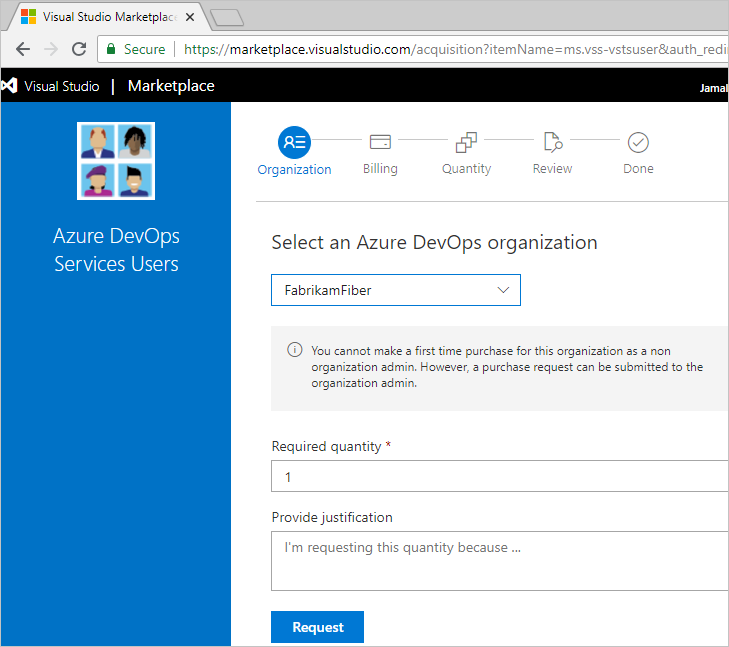 Visual Studio Marketplace
Secure
https://marketplace.visualstudio.com/acquisition?itemName=ms.vss-vstsuser&auth_redi
Visual Studio | Marketplace
Jamal
Azure DevOps
Services Users
Organization
Billing
Quantity
Review
Done
Select an Azure DevOps organization
FabrikamFiber
You cannot make a first time purchase for this organization as a non
organization admin. However, a purchase request can be submitted to the
organization admin.
Required quantity *
1
Provide justification
I'm requesting this quantity because ...
Request